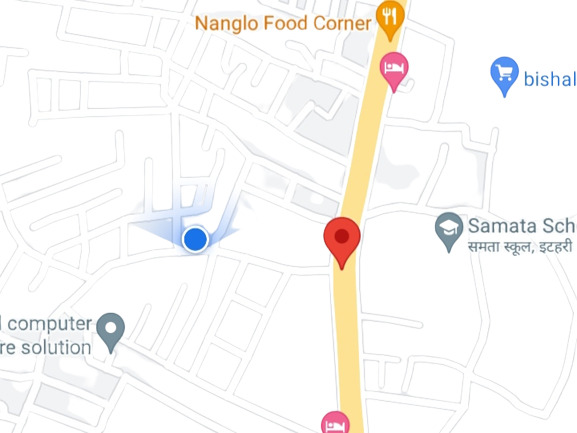 Nanglo Food Corner
bishal
Samata Sch
समता स्कूल, इटहरी
computer
re solution